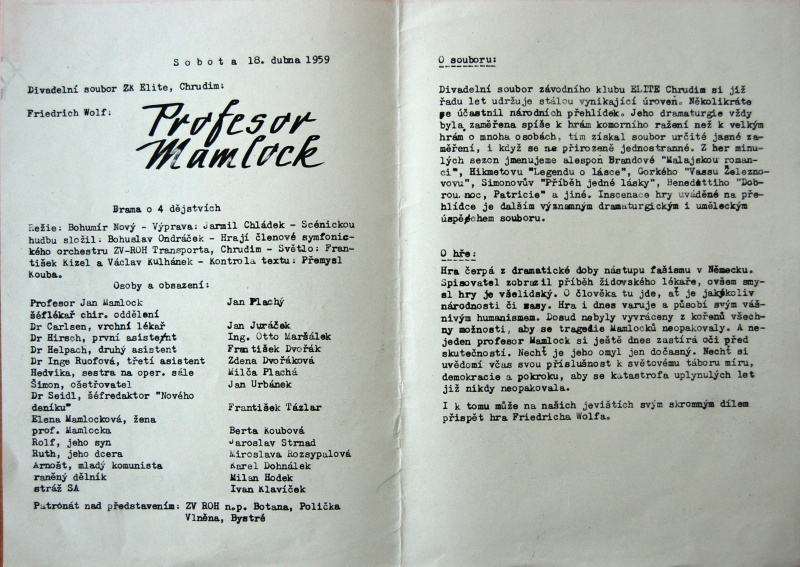 Sobota 18. dubna 1959
Divadelní soubor ZK Elite, Chrudim:
Friedrich Wolf:
Profesor
Mamlock
Drama o 4 dějstvích
Režie: Bohumír Nový - Výprava: Jarmil Chládek - Scénickou
hudbu složil: Bohuslav Ondráček - Hrají členové symfonic-
kého orchestru ZV-ROH Transporta, Chrudim - Světlo: Fran-
tišek Kizel a Václav Kulhánek - Kontrola textu: Přemysl
Kouba.
Osoby a obsazení:
Profesor Jan Mamlock Jan Plachý
šéflékař chir. oddělení
Dr Carlsen, vrchní lékař Jan Juráček
Dr Hirsch, první asistent Ing. Otto Maršálek
Dr Helpach, druhý asistent František Dvořák
Dr Inge Ruofová, třetí asistent Zdena Dvořáková
Hedvika, sestra na oper. sále Milča Plachá
Šimon, ošetřovatel Jan Urbánek
Dr Seidl, šéfredaktor "Nového
deníku" František Tázlar
Elena Mamlocková, žena
prof. Mamlocka Berta Koubová
Rolf, jeho syn Jaroslav Strnad
Ruth, jeho dcera Miroslava Rozsypalová
Arnošt, mladý komunista Karel Dohnálek
raněný dělník Milan Hodek
stráž SA Ivan Klavíček
Patronát nad představením: ZV ROH n.p. Botana, Polička
Vlněna, Bystré
O souboru:
Divadelní soubor závodního klubu ELITE Chrudim si již
řadu let udržuje stálou vynikající úroveň. Několikráte
se účastnil národních přehlídek. Jeho dramaturgie vždy
byla zaměřena spíše k hrám komorního ražení než k velkým
hrám o mnoha osobách, tím získal soubor určité jasné za-
měření, i když se ne přirozeně jednostranné. Z her minu-
lých sezon jmenujeme alespoň Brandové "Malajskou roman-
ci", Hikmetovu "Legendu o lásce", Gorkého "Vassu Železno-
vovu", Simonovův "Příběh jedné lásky", Benedettiho "Dob-
rou noc, Patricie" a jiné. Inscenace hry uváděné na pře-
hlídce je dalším významným dramaturgickým i uměleckým
úspěchem souboru.
O hře:
Hra čerpá z dramatické doby nástupu fašismu v Německu.
Spisovatel zobrazil příběh židovského lékaře, ovšem smy-
sl hry je všelidský. O člověka tu jde, ať je jakýkoliv
národnosti či rasy. Hra i dnes varuje a působí svým váš-
nivým humanismem. Dosud nebyly vyvráceny z kořenů všech-
ny možnosti, aby se tragedie Mamlocků neopakovaly. A ne-
jeden profesor Mamlock si ještě dnes zastírá oči před
skutečností. Nechť je jeho omyl jen dočasný. Nechť si
uvědomí včas svou příslušnost k světovému táboru míru,
demokracie a pokroku, aby se katastrofa uplynulých let
již nikdy neopakovala.
I k tomu může na našich jevištích svým skromným dílem
přispět hra Friedricha Wolfa.